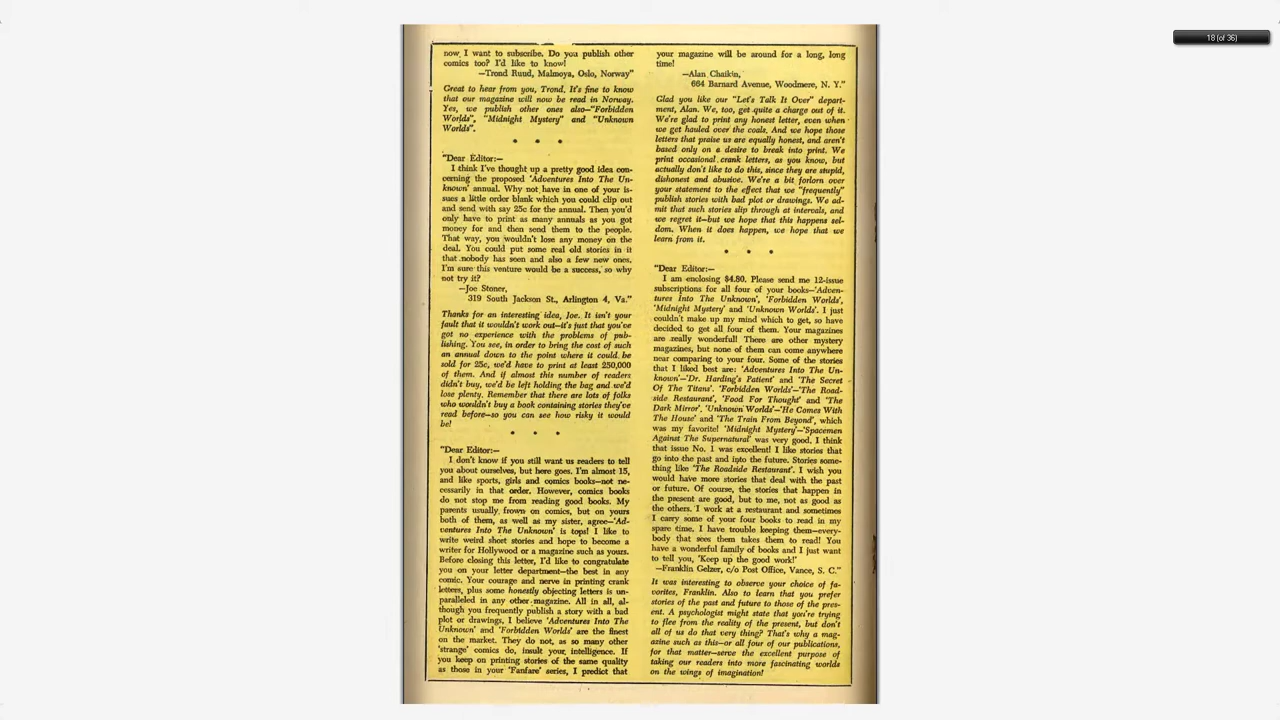 18 (of 36)
now I want to subscribe. Do you publish other
comics too? I'd like to know!
—Trond Ruud, Malmoya, Oslo, Norway"
Great to hear from you, Trond. It's fine to know
that our magazine will now be read in Norway.
Yes, we publish other ones also—"Forbidden
Worlds", "Midnight Mystery" and "Unknown
Worlds".
* * *
"Dear Editor:—
I think I've thought up a pretty good idea con-
cerning the proposed 'Adventures Into The Un-
known' annual. Why not have in one of your is-
sues a little order blank which you could clip out
and send with say 25c for the annual. Then you'd
only have to print as many annuals as you got
money for and then send them to the people.
That way, you wouldn't lose any money on the
deal. You could put some real old stories in it
that nobody has seen and also a few new ones.
I'm sure this venture would be a success, so why
not try it?
—Joe Stoner,
319 South Jackson St., Arlington 4, Va."
Thanks for an interesting idea, Joe. It isn't your
fault that it wouldn't work out—it's just that you've
got no experience with the problems of pub-
lishing. You see, in order to bring the cost of such
an annual down to the point where it could be
sold for 25c, we'd have to print at least 250,000
of them. And if almost this number of readers
didn't buy, we'd be left holding the bag and we'd
lose plenty. Remember that there are lots of folks
who wouldn't buy a book containing stories they've
read before—so you can see how risky it would
be!
* * *
"Dear Editor:—
I don't know if you still want us readers to tell
you about ourselves, but here goes. I'm almost 15,
and like sports, girls and comics books—not ne-
cessarily in that order. However, comics books
do not stop me from reading good books. My
parents usually frown on comics, but on yours
both of them, as well as my sister, agree—'Ad-
ventures Into The Unknown' is tops! I like to
write weird short stories and hope to become a
writer for Hollywood or a magazine such as yours.
Before closing this letter, I'd like to congratulate
you on your letter department—the best in any
comic. Your courage and nerve in printing crank
letters, plus some honestly objecting letters is un-
paralleled in any other magazine. All in all, al-
though you frequently publish a story with a bad
plot or drawings, I believe 'Adventures Into The
Unknown' and 'Forbidden Worlds' are the finest
on the market. They do not, as so many other
'strange' comics do, insult your intelligence. If
you keep on printing stories of the same quality
as those in your 'Fanfare' series, I predict that
your magazine will be around for a long, long
time!
—Alan Chaikin,
664 Barnard Avenue, Woodmere, N. Y."
Glad you like our "Let's Talk It Over" depart-
ment, Alan. We, too, get quite a charge out of it.
We're glad to print any honest letter, even when
we get hauled over the coals. And we hope those
letters that praise us are equally honest, and aren't
based only on a desire to break into print. We
print occasional crank letters, as you know, but
actually don't like to do this, since they are stupid,
dishonest and abusive. We're a bit forlorn over
your statement to the effect that we "frequently"
publish stories with bad plot or drawings. We ad-
mit that such stories slip through at intervals, and
we regret it—but we hope that this happens sel-
dom. When it does happen, we hope that we
learn from it.
* * *
"Dear Editor:—
I am enclosing $4.80. Please send me 12-issue
subscriptions for all four of your books—'Adven-
tures Into The Unknown', 'Forbidden Worlds',
'Midnight Mystery' and 'Unknown Worlds'. I just
couldn't make up my mind which to get, so have
decided to get all four of them. Your magazines
are really wonderful! There are other mystery
magazines, but none of them can come anywhere
near comparing to your four. Some of the stories
that I liked best are: 'Adventures Into The Un-
known'—'Dr. Harding's Patient' and 'The Secret
Of The Titans'. 'Forbidden Worlds'—'The Road-
side Restaurant', 'Food For Thought' and 'The
Dark Mirror', 'Unknown Worlds'—'He Comes With
The House' and 'The Train From Beyond', which
was my favorite! 'Midnight Mystery'—'Spacemen
Against The Supernatural' was very good. I think
that issue No. 1 was excellent! I like stories that
go into the past and into the future. Stories some-
thing like 'The Roadside Restaurant'. I wish you
would have more stories that deal with the past
or future. Of course, the stories that happen in
the present are good, but to me, not as good as
the others. I work at a restaurant and sometimes
I carry some of your four books to read in my
spare time. I have trouble keeping them—every-
body that sees them takes them to read! You
have a wonderful family of books and I just want
to tell you, 'Keep up the good work!'
—Franklin Gelzer, c/o Post Office, Vance, S. C."
It was interesting to observe your choice of fa-
vorites, Franklin. Also to learn that you prefer
stories of the past and future to those of the pres-
ent. A psychologist might state that you're trying
to flee from the reality of the present, but don't
all of us do that very thing? That's why a mag-
azine such as this—or all four of our publications,
for that matter—serve the excellent purpose of
taking our readers into more fascinating worlds
on the wings of imagination!